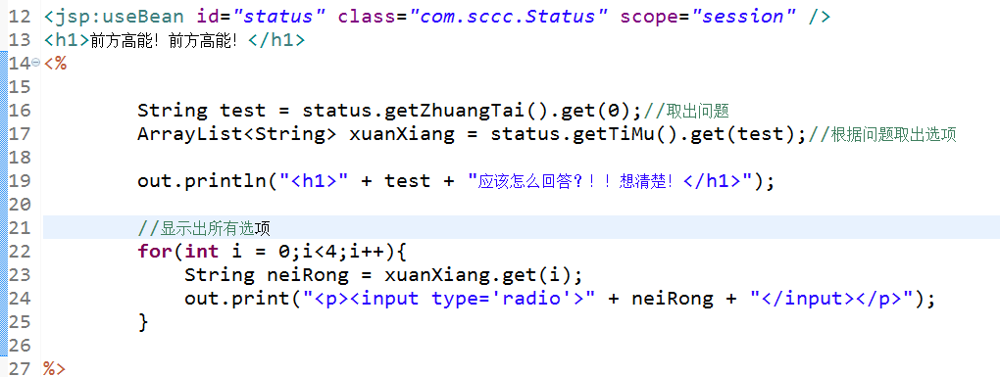 12 <jsp:useBean id="status" class="com.sccc.Status" scope="session" />
13 <h1>前方高能！前方高能！</h1>
14 <%
15
16         String test = status.getZhuangTai().get(0);//取出问题
17         ArrayList<String> xuanXiang = status.getTiMu().get(test);//根据问题取出选项
18
19         out.println("<h1>" + test + "应该怎么回答？！！想清楚！</h1>");
20
21         //显示出所有选项
22         for(int i = 0;i<4;i++){
23             String neiRong = xuanXiang.get(i);
24             out.print("<p><input type='radio'>" + neiRong + "</input></p>");
25         }
26
27 %>